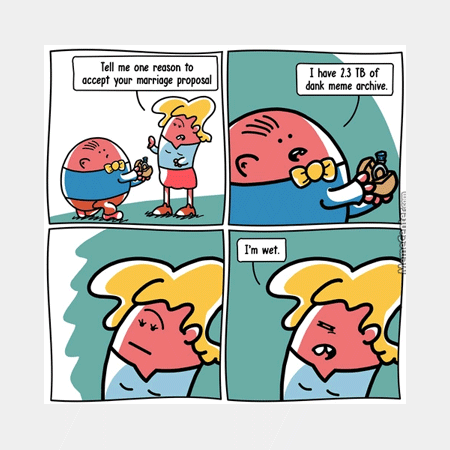 Tell me one reason to
accept your marriage proposal
I have 2.3 TB of
dank meme archive.
MemeCenter.com
I'm wet.